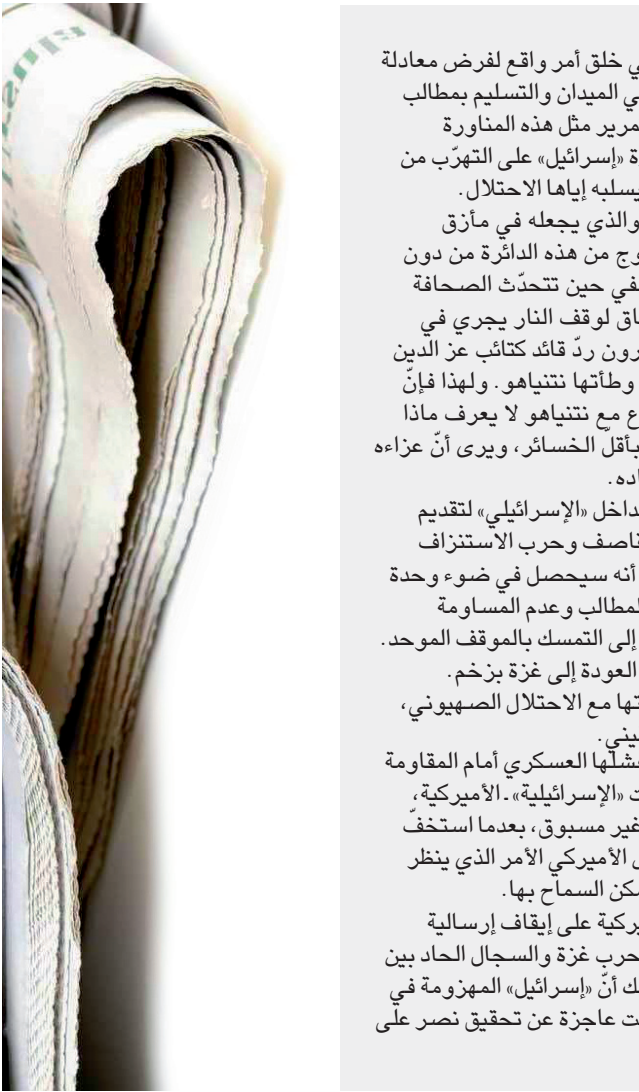 ي خلق أمر واقع لفرض معادلة
ي الميدان والتسليم بمطالب
مرير مثل هذه المناورة
ة «إسرائيل» على التهرّب من
يسلبه إياها الاحتلال.
والذي يجعله في مأزق
وج من هذه الدائرة من دون
ففي حين تتحدّث الصحافة
اق لوقف النار يجري في
رون ردّ قائد كتائب عز الدين
وطأتها نتنياهو. ولهذا فإنّ
ع مع نتنياهو لا يعرف ماذا
بأقلّ الخسائر، ويرى أنّ عزاءه
اده.
داخل «الإسرائيلي» لتقديم
ناصف وحرب الاستنزاف
أنه سيحصل في ضوء وحدة
لمطالب وعدم المساومة
إلى التمسك بالموقف الموحد.
العودة إلى غزة بزخم.
تها مع الاحتلال الصهيوني،
يني.
فشلها العسكري أمام المقاومة
ت «الإسرائيلية» ـ الأميركية،
غير مسبوق، بعدما استخفّ
ى الأميركي الأمر الذي ينظر
كن السماح بها.
يركية على إيقاف إرسالية
حرب غزة والسجال الحاد بين
ك أنّ «إسرائيل» المهزومة في
ت عاجزة عن تحقيق نصر على